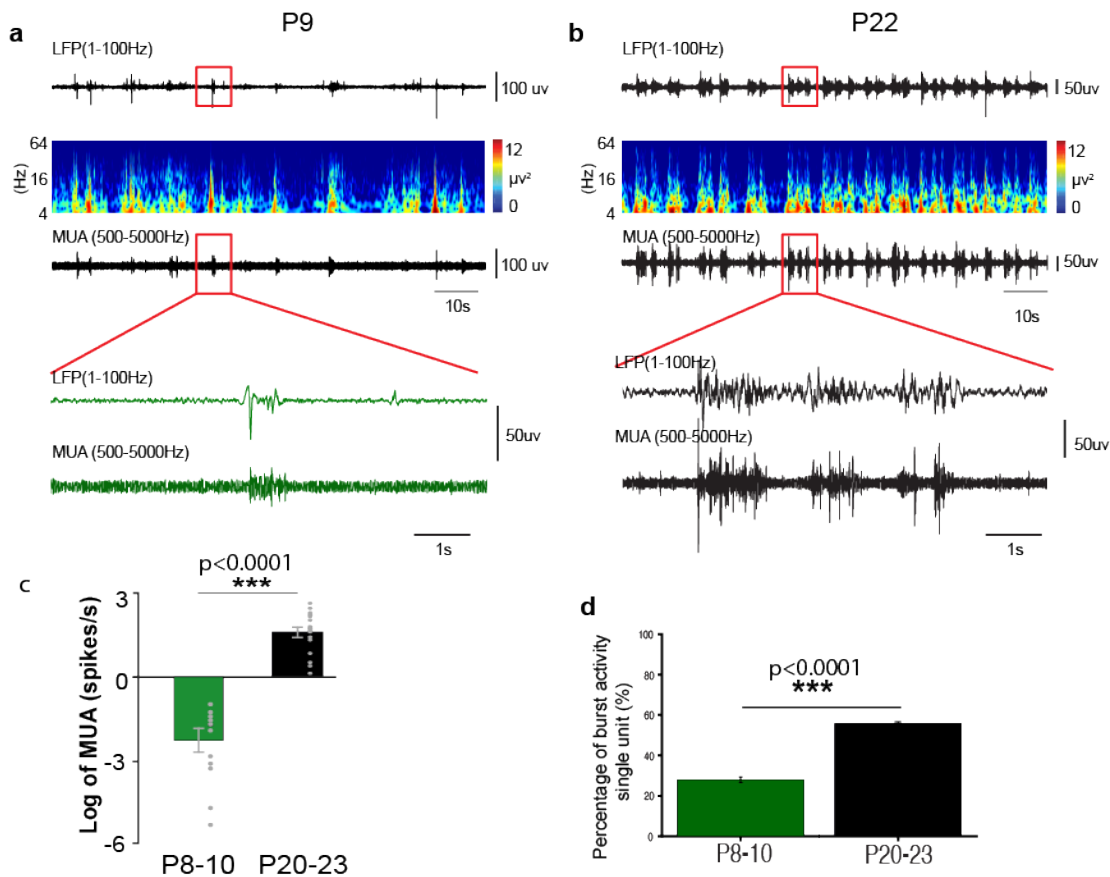 P9
a
LFP(1-100Hz)
100 uv
64
16
4
(Hz)
12
μv²
0
MUA (500-5000Hz)
100 uv
10s
LFP(1-100Hz)
MUA (500-5000Hz)
50uv
1s
P22
b
LFP(1-100Hz)
50uv
64
16
4
(Hz)
12
μv²
0
MUA (500-5000Hz)
50uv
10s
LFP(1-100Hz)
MUA (500-5000Hz)
50uv
1s
c
p<0.0001
***
3
0
-3
-6
Log of MUA (spikes/s)
P8-10 P20-23
d
p<0.0001
***
100
80
60
40
20
0
Percentage of burst activity
single unit (%)
P8-10 P20-23